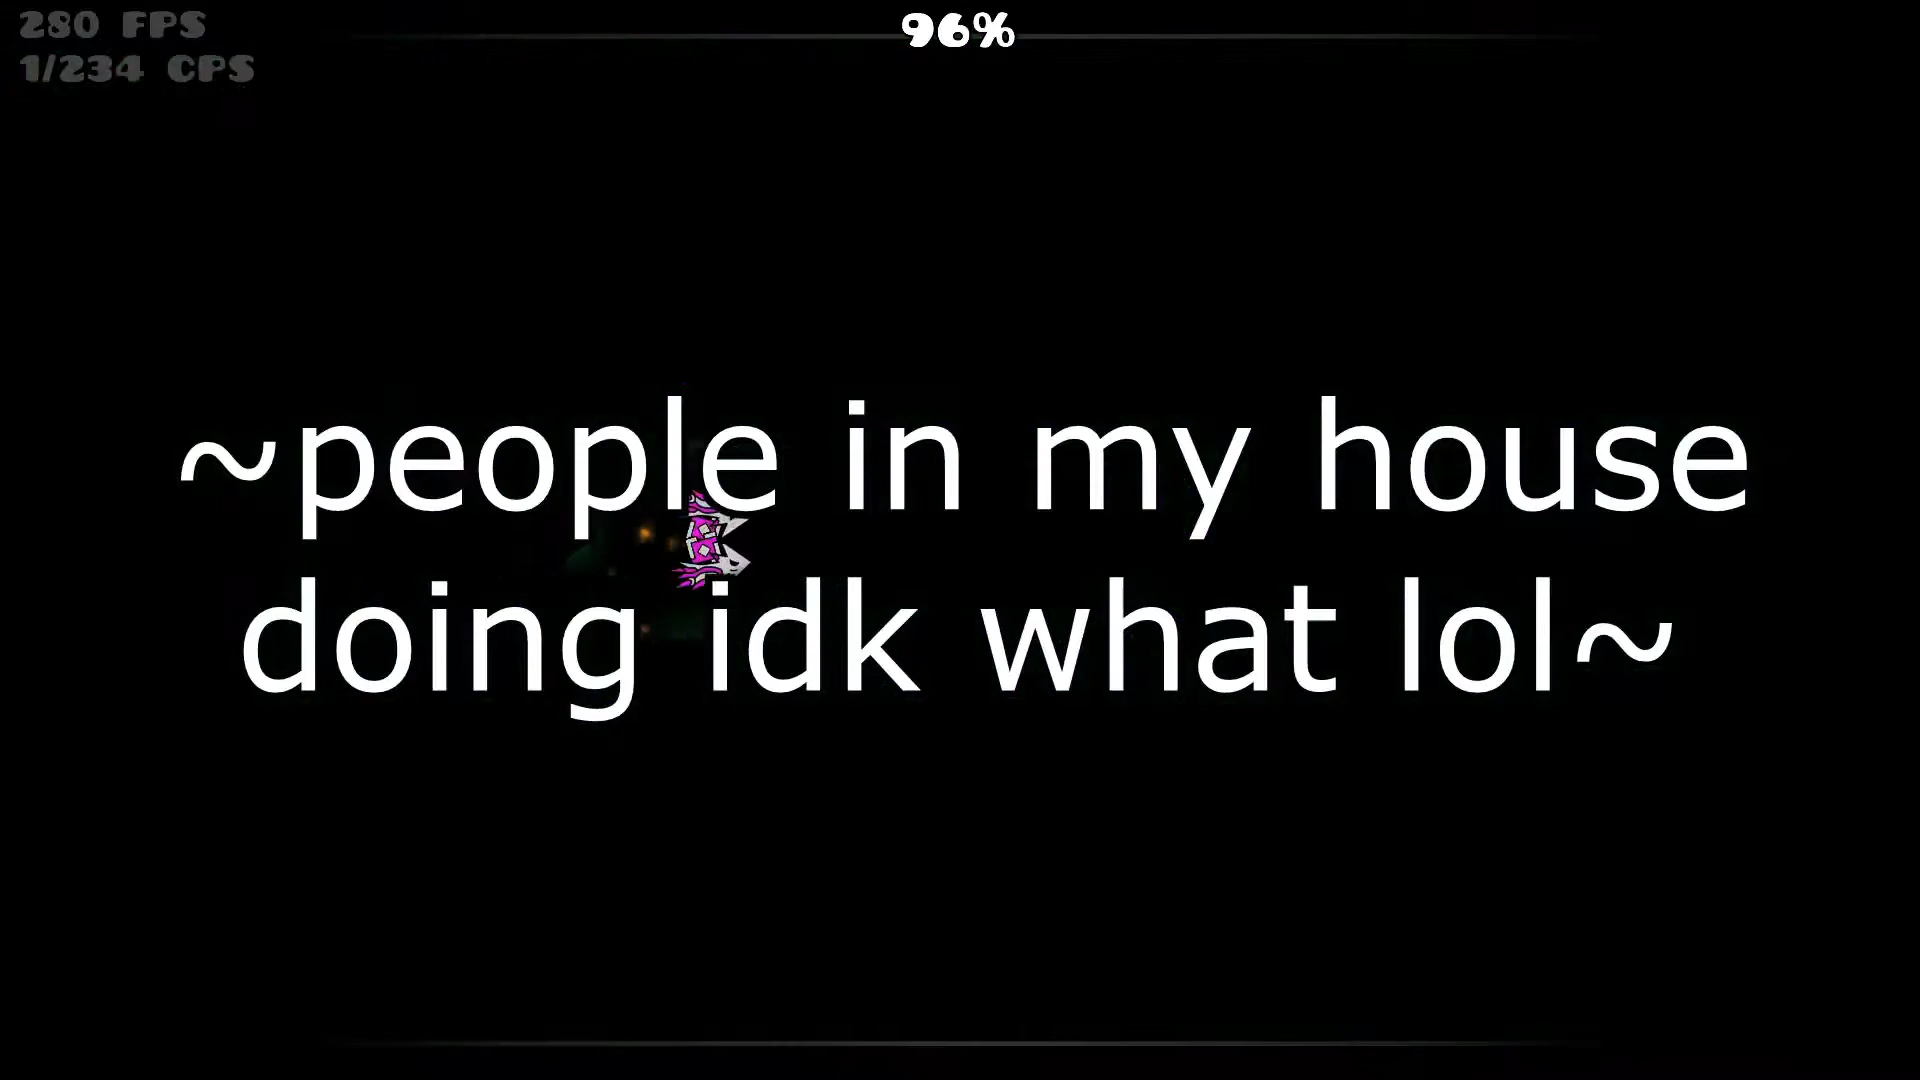 280 FPS
96%
1/234 CPS
~people in my house
doing idk what lol~